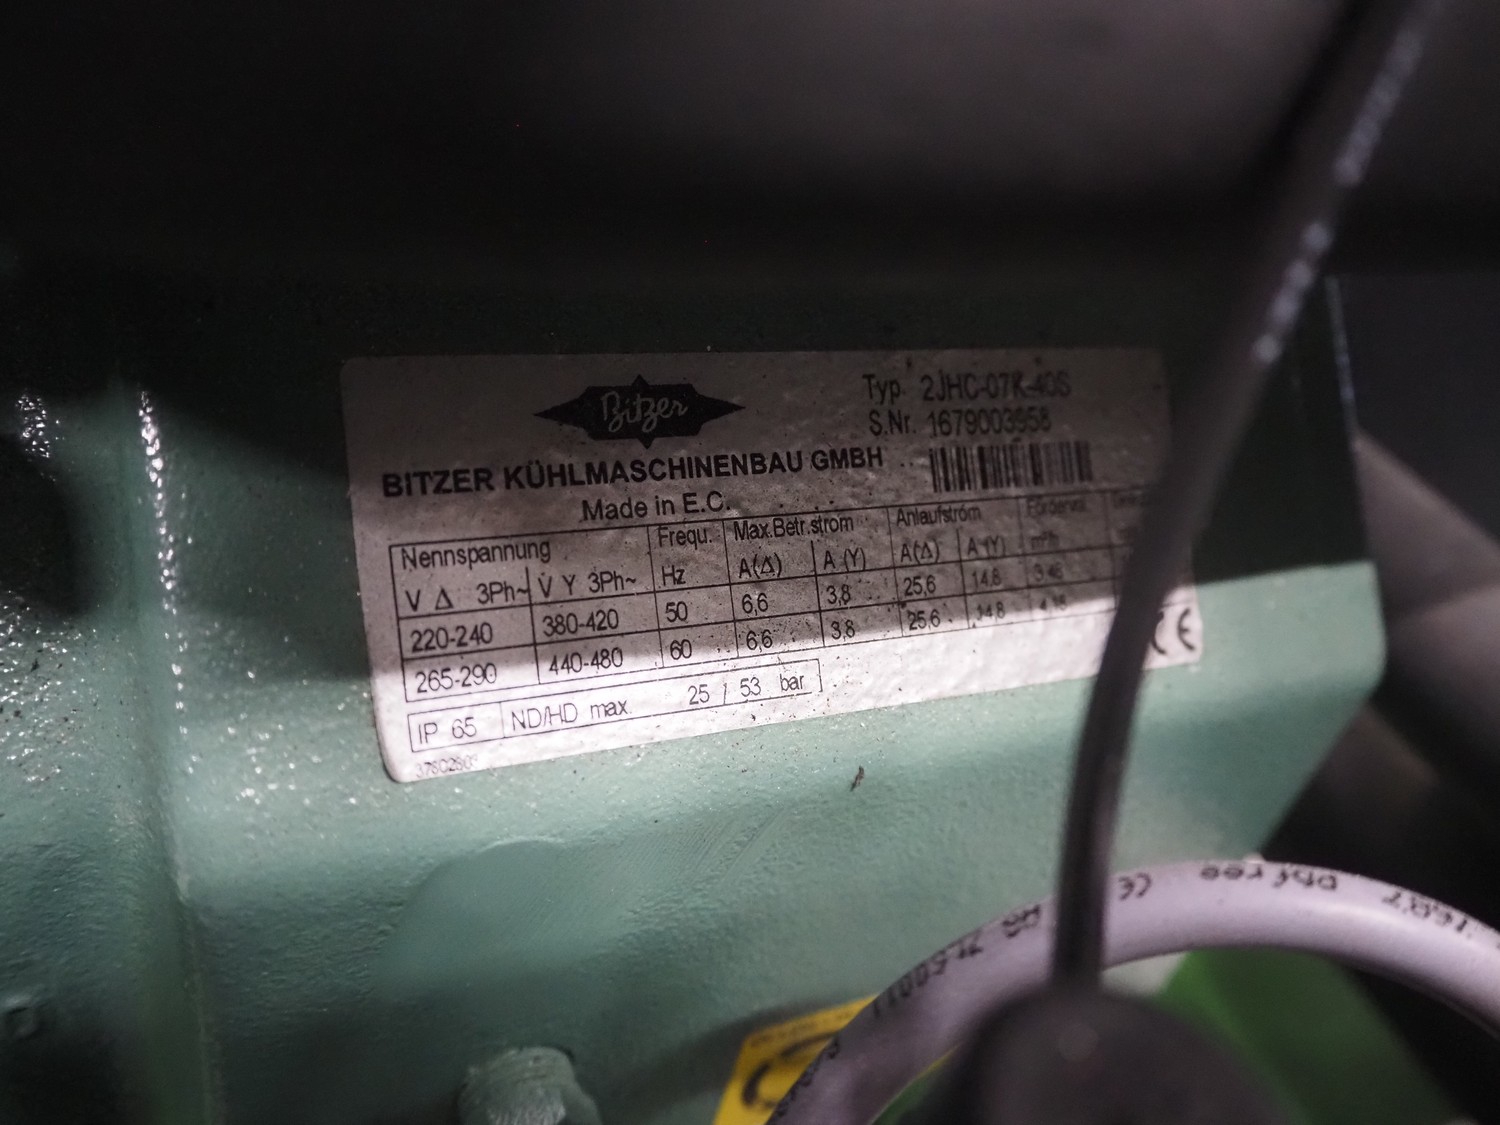 Bitzer
Typ. 2JHC-07K-40S
S.Nr. 1679003958
BITZER KÜHLMASCHINENBAU GMBH
Made in E.C.
Nennspannung Frequ. Max.Betr.strom Anlaufstrom
V Δ 3Ph~ V Y 3Ph~ Hz A(Δ) A (Y) A(Δ) A (Y) m³/h
220-240 380-420 50 6,6 3,8 25,6 14,8
265-290 440-480 60 6,6 3,8 25,6 14,8
IP 65 ND/HD max. 25 / 53 bar
CE
CE